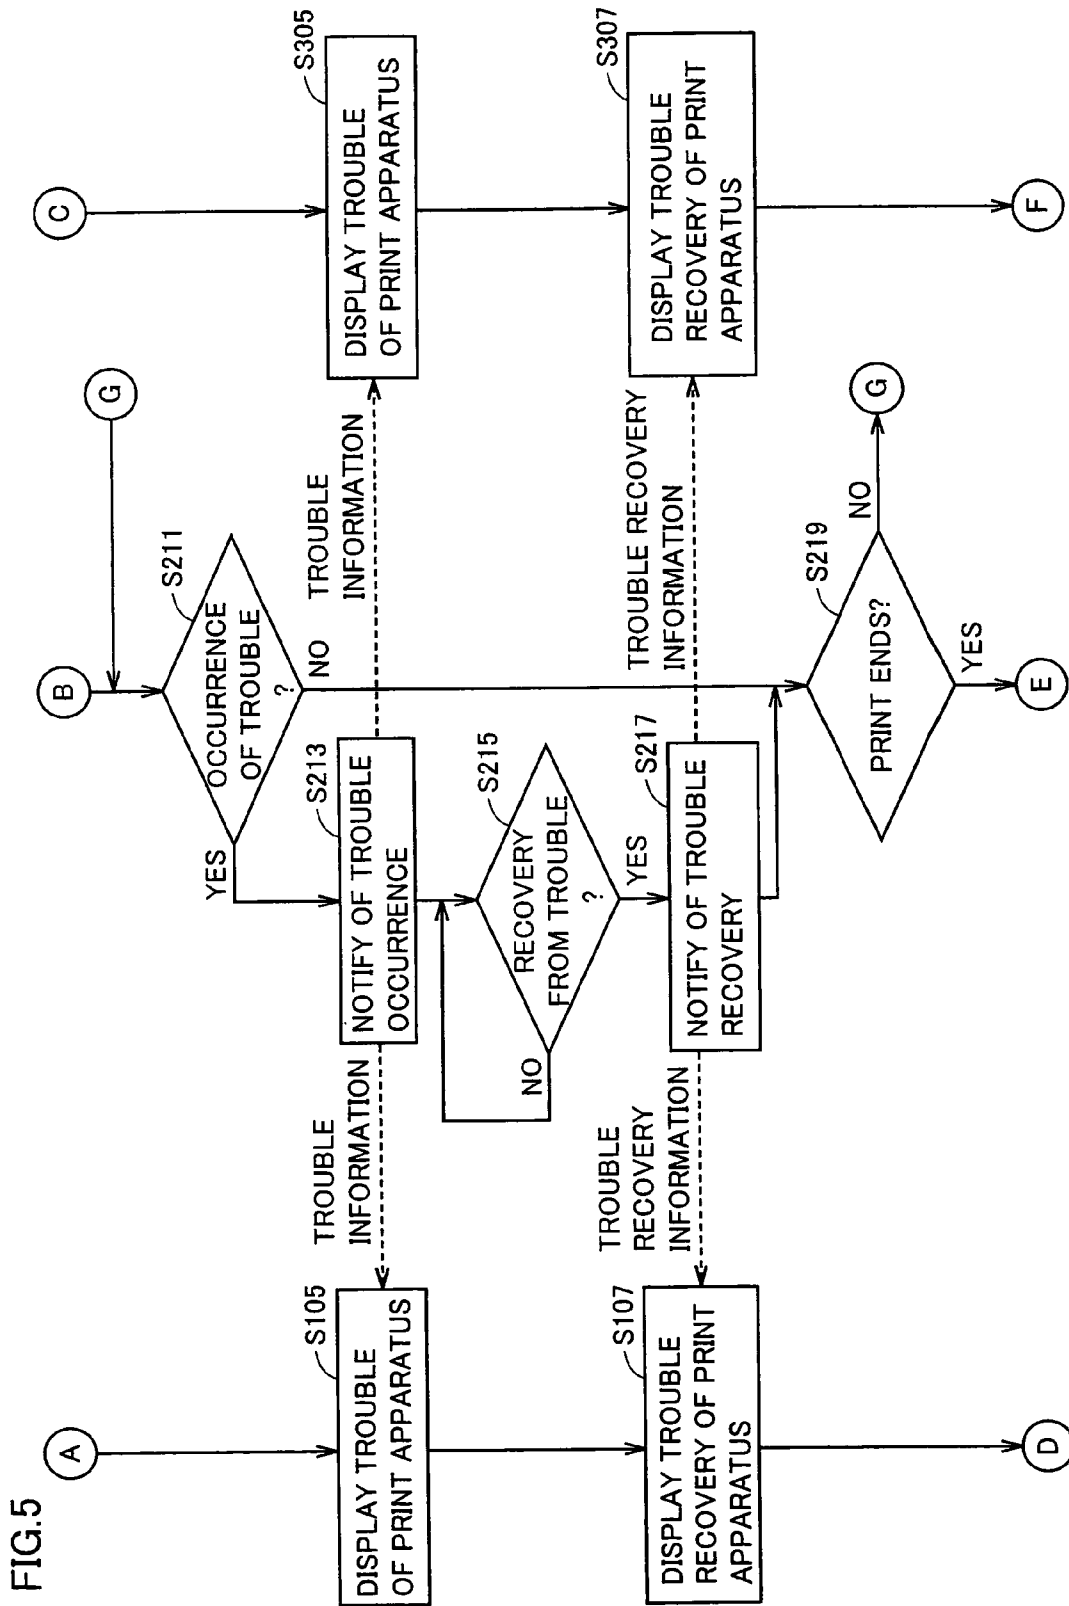 FIG.5
A
B
G
C
S105
DISPLAY TROUBLE
OF PRINT APPARATUS
TROUBLE
INFORMATION
S211
OCCURRENCE
OF TROUBLE
?
YES
NO
S213
NOTIFY OF TROUBLE
OCCURRENCE
TROUBLE
INFORMATION
S305
DISPLAY TROUBLE
OF PRINT APPARATUS
S215
RECOVERY
FROM TROUBLE
?
NO
YES
S107
DISPLAY TROUBLE
RECOVERY OF PRINT
APPARATUS
TROUBLE
RECOVERY
INFORMATION
S217
NOTIFY OF TROUBLE
RECOVERY
TROUBLE RECOVERY
INFORMATION
S307
DISPLAY TROUBLE
RECOVERY OF PRINT
APPARATUS
S219
PRINT ENDS?
NO
G
YES
D
E
F